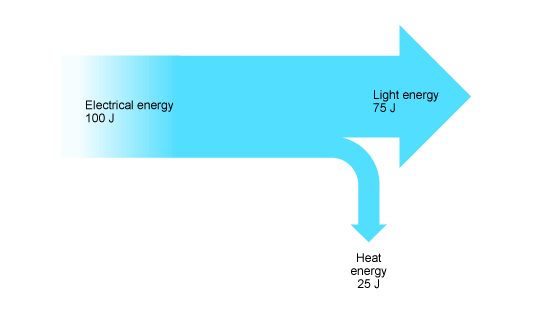 Electrical energy
100 J
Light energy
75 J
Heat
energy
25 J